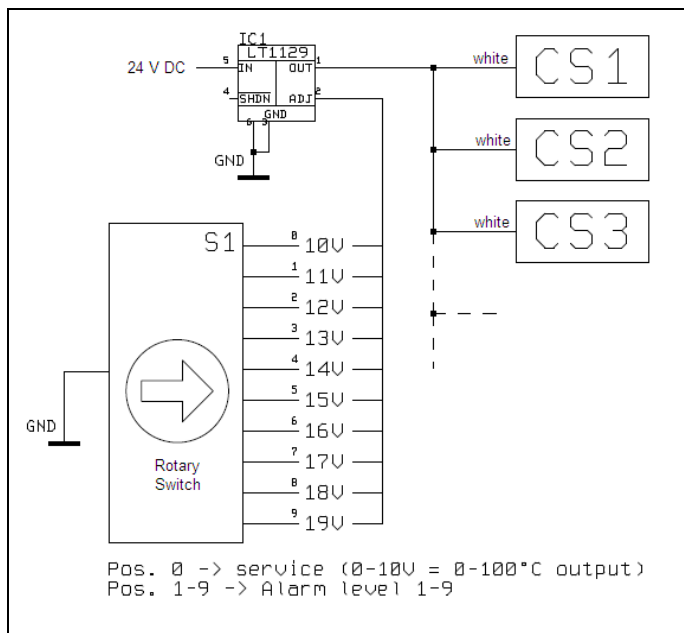 IC1
LT1129
24 V DC
5
IN
OUT
1
white
CS1
4
SHDN
ADJ
2
GND
6
3
GND
white
CS2
white
CS3
S1
0
10V
1
11V
2
12V
3
13V
4
14V
5
15V
6
16V
7
17V
8
18V
9
19V
GND
Rotary
Switch
Pos. 0 -> service (0-10V = 0-100°C output)
Pos. 1-9 -> Alarm level 1-9